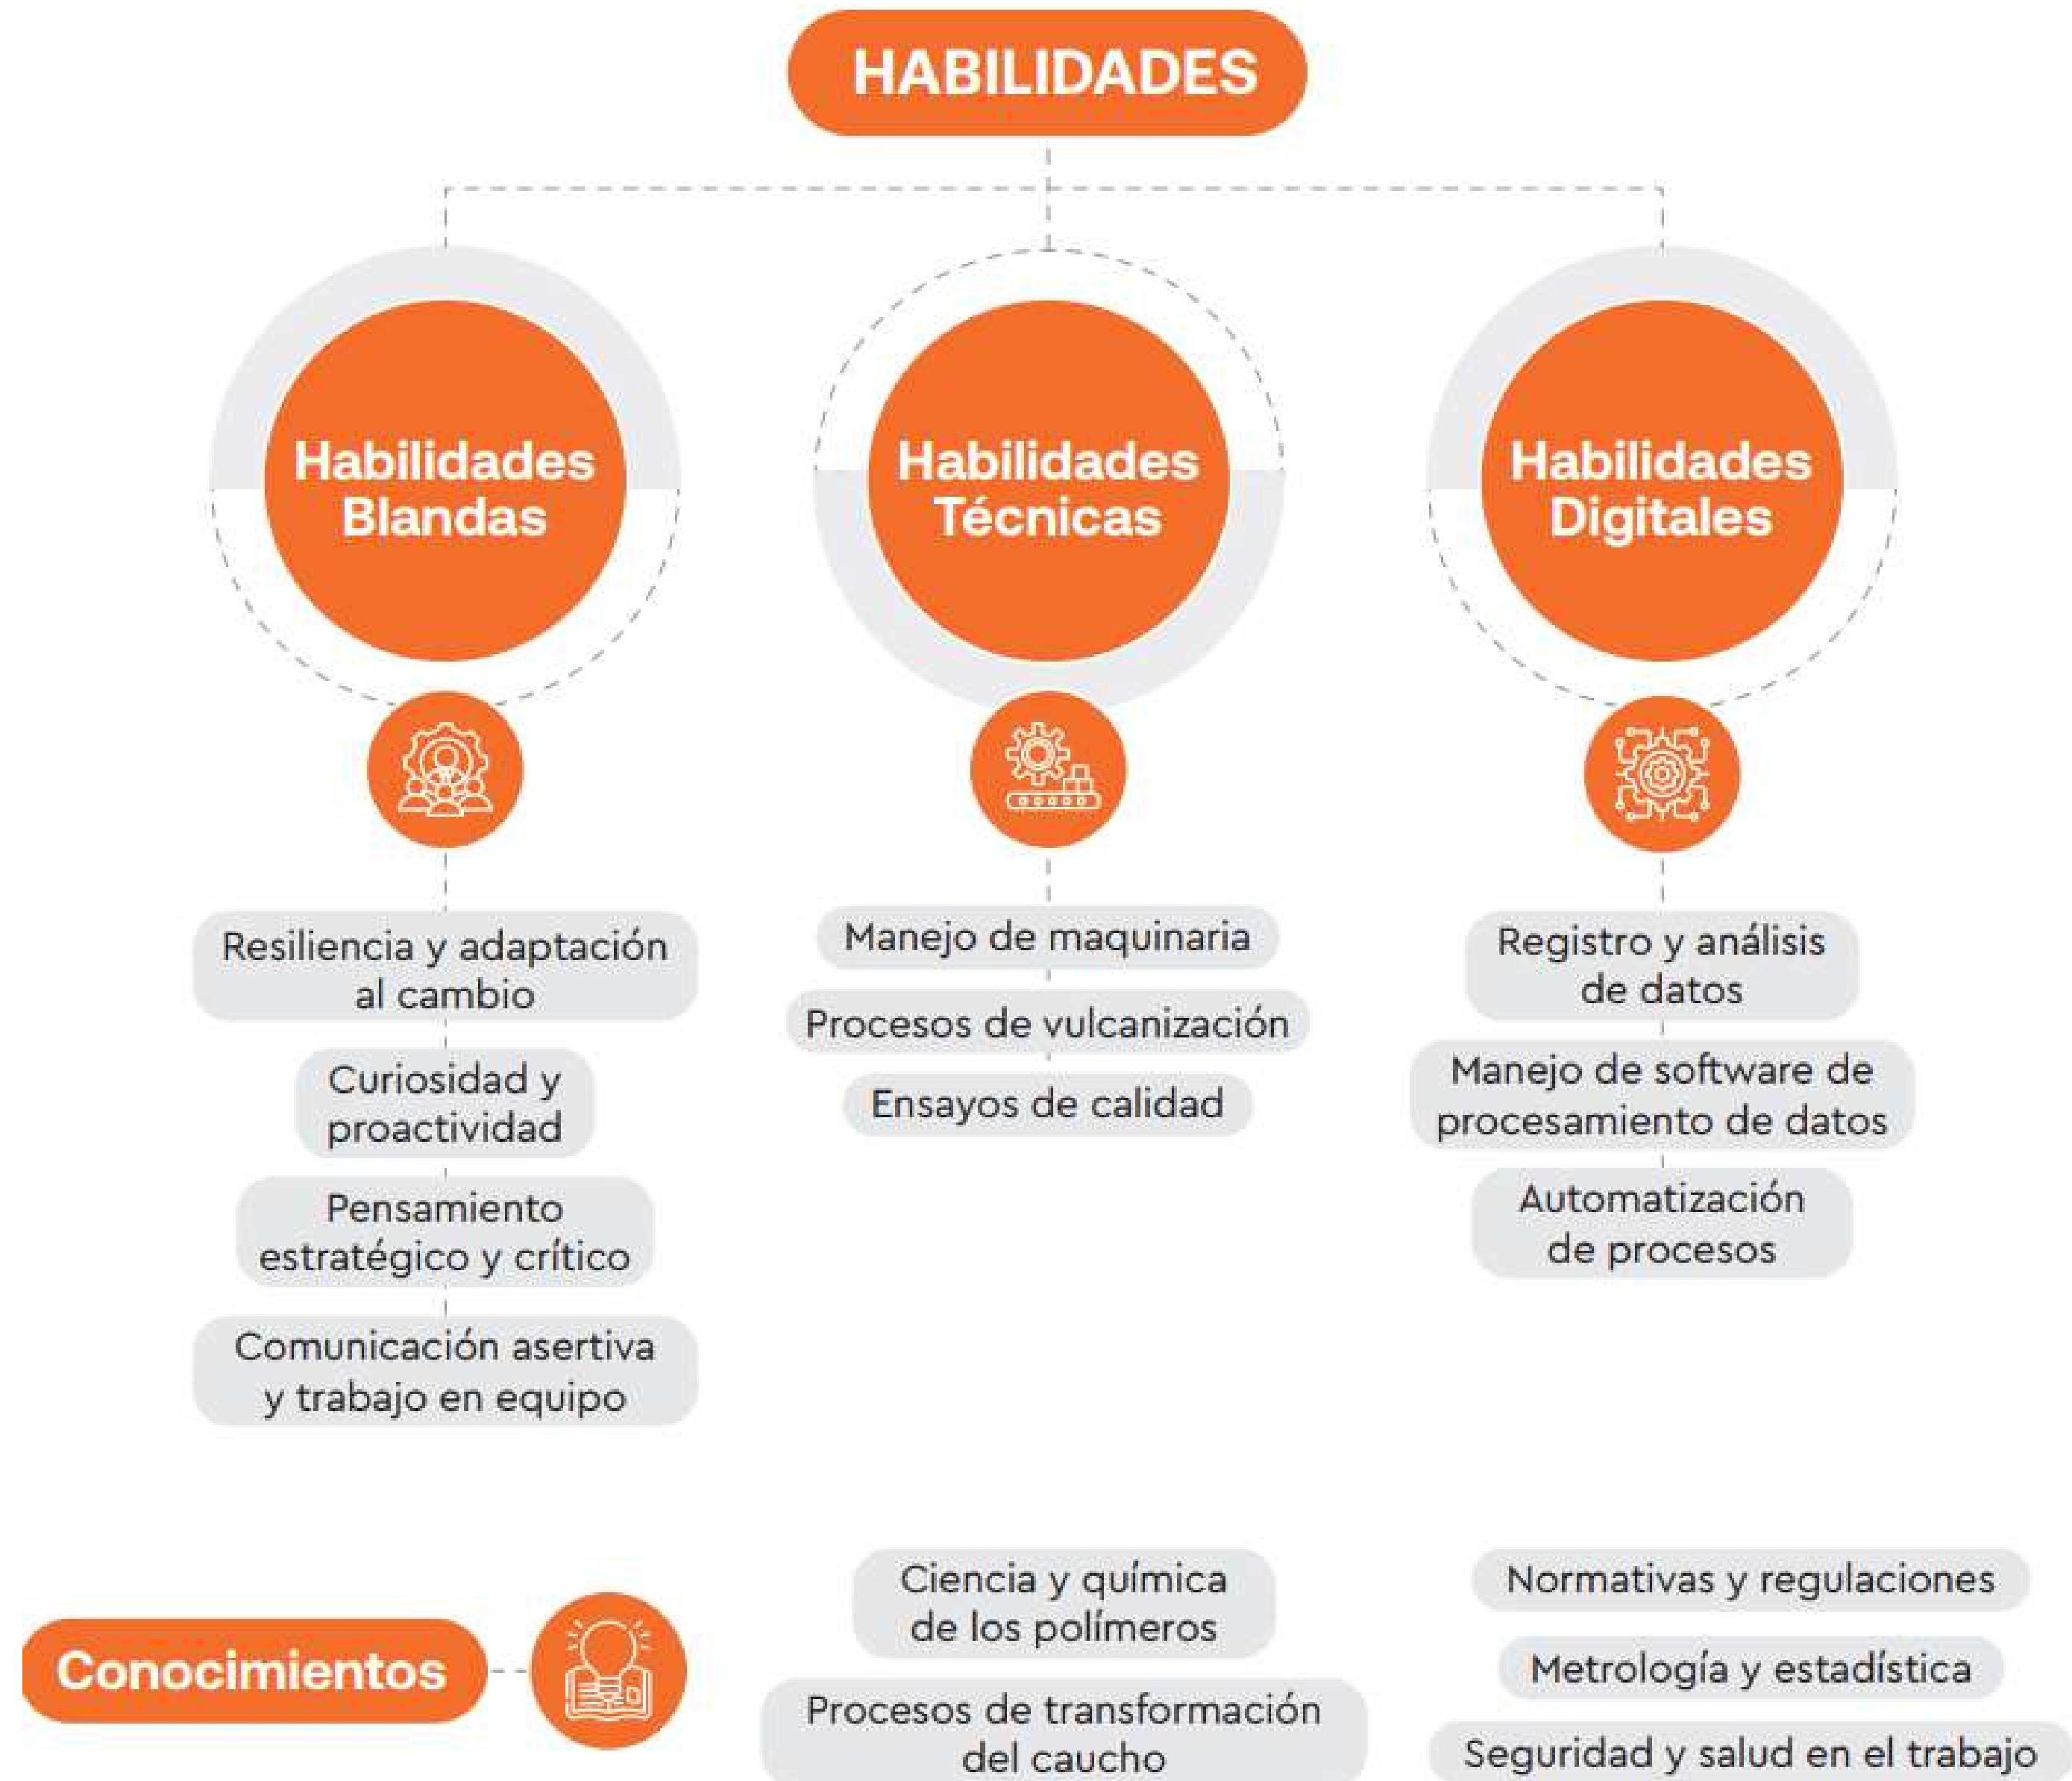 HABILIDADES
Habilidades
Blandas
Resiliencia y adaptación
al cambio
Curiosidad y
proactividad
Pensamiento
estratégico y crítico
Comunicación asertiva
y trabajo en equipo
Habilidades
Técnicas
Manejo de maquinaria
Procesos de vulcanización
Ensayos de calidad
Habilidades
Digitales
Registro y análisis
de datos
Manejo de software de
procesamiento de datos
Automatización
de procesos
Conocimientos
Ciencia y química
de los polímeros
Procesos de transformación
del caucho
Normativas y regulaciones
Metrología y estadística
Seguridad y salud en el trabajo